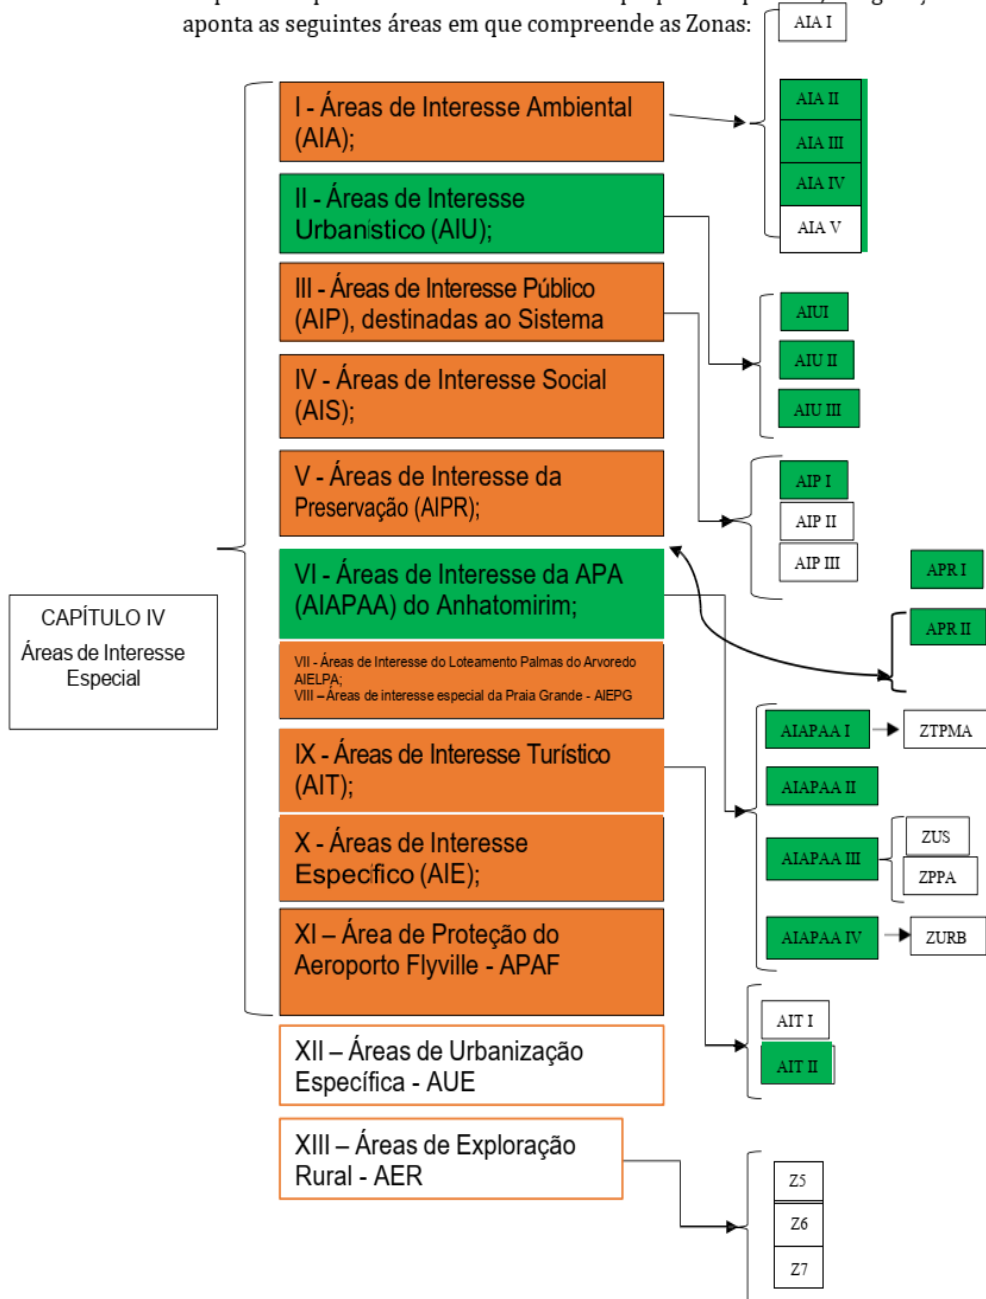 aponta as seguintes áreas em que compreende as Zonas:
AIA I
I - Áreas de Interesse Ambiental
(AIA);
AIA II
AIA III
AIA IV
AIA V
II - Áreas de Interesse
Urbanístico (AIU);
III - Áreas de Interesse Público
(AIP), destinadas ao Sistema
AIUI
AIU II
AIU III
IV - Áreas de Interesse Social
(AIS);
V - Áreas de Interesse da
Preservação (AIPR);
AIP I
AIP II
AIP III
VI - Áreas de Interesse da APA
(AIAPAA) do Anhatomirim;
APR I
APR II
CAPÍTULO IV
Áreas de Interesse
Especial
VII - Áreas de Interesse do Loteamento Palmas do Arvoredo
AIELPA;
VIII – Áreas de interesse especial da Praia Grande - AIEPG
IX - Áreas de Interesse Turístico
(AIT);
AIAPAA I
ZTPMA
AIAPAA II
AIAPAA III
ZUS
ZPPA
AIAPAA IV
ZURB
X - Áreas de Interesse
Específico (AIE);
XI – Área de Proteção do
Aeroporto Flyville - APAF
AIT I
AIT II
XII – Áreas de Urbanização
Específica - AUE
XIII – Áreas de Exploração
Rural - AER
Z5
Z6
Z7